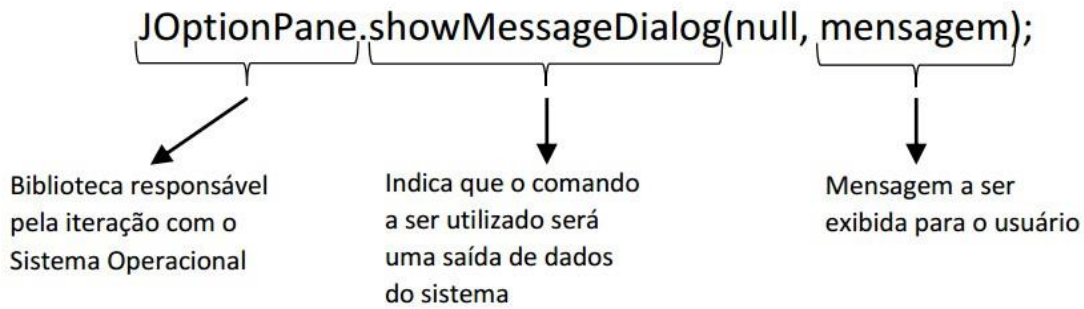 JOptionPane.showMessageDialog(null, mensagem);
Biblioteca responsável
pela iteração com o
Sistema Operacional
Indica que o comando
a ser utilizado será
uma saída de dados
do sistema
Mensagem a ser
exibida para o usuário